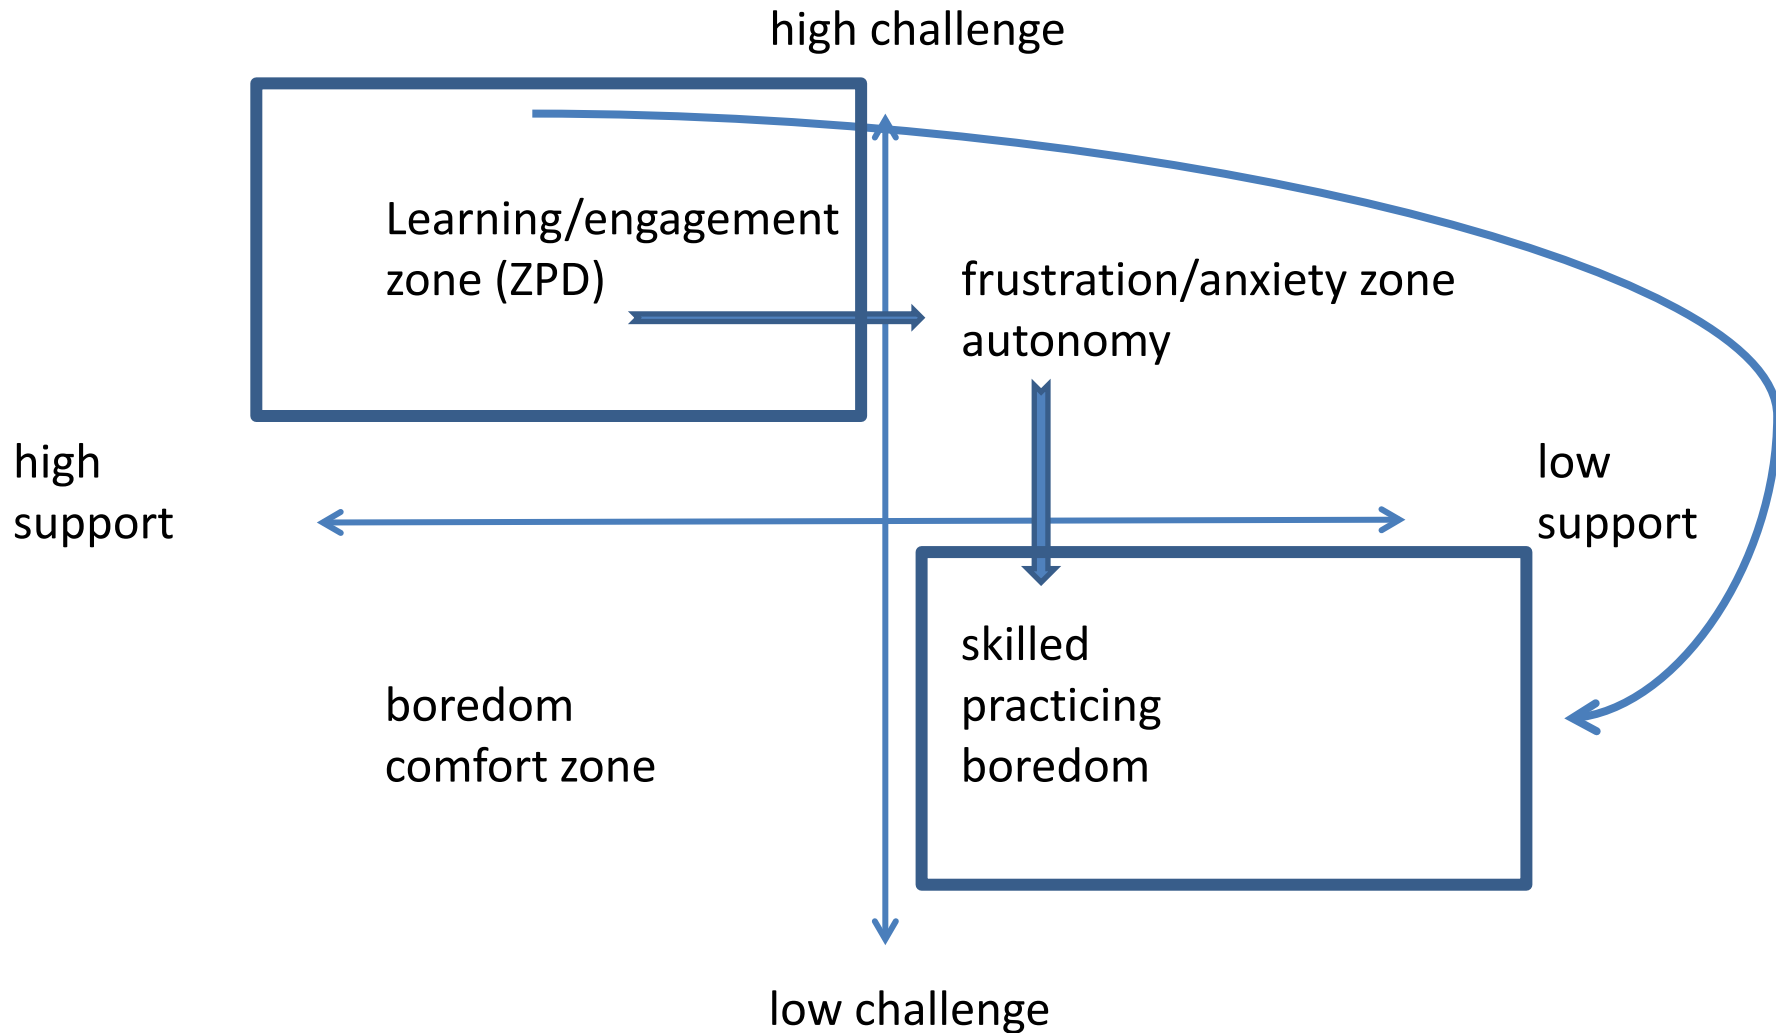 high challenge
Learning/engagement
zone (ZPD)
frustration/anxiety zone
autonomy
high
support
low
support
boredom
comfort zone
skilled
practicing
boredom
low challenge